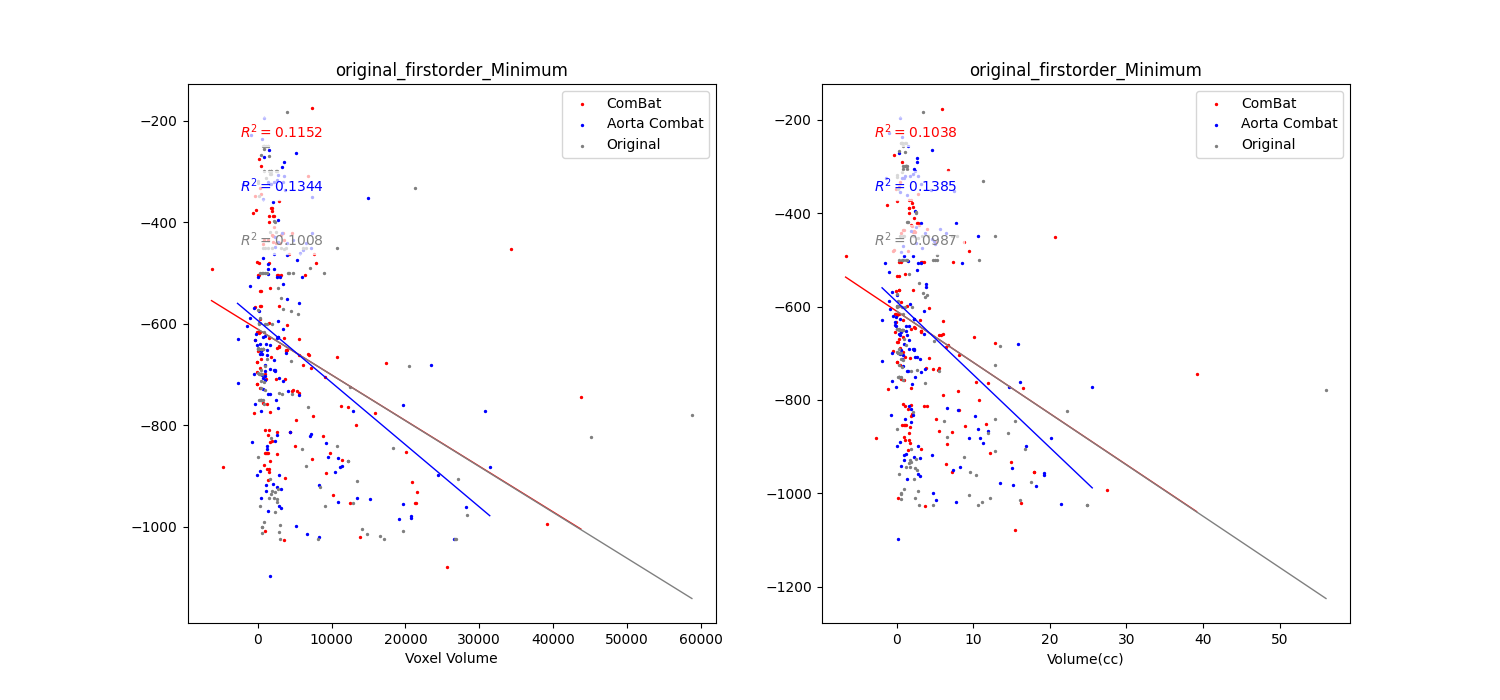 original_firstorder_Minimum
ComBat
Aorta Combat
Original
R² = 0.1152
R² = 0.1344
R² = 0.1008
−200
−400
−600
−800
−1000
0
10000
20000
30000
40000
50000
60000
Voxel Volume
original_firstorder_Minimum
ComBat
Aorta Combat
Original
R² = 0.1038
R² = 0.1385
R² = 0.0987
−200
−400
−600
−800
−1000
−1200
0
10
20
30
40
50
Volume(cc)